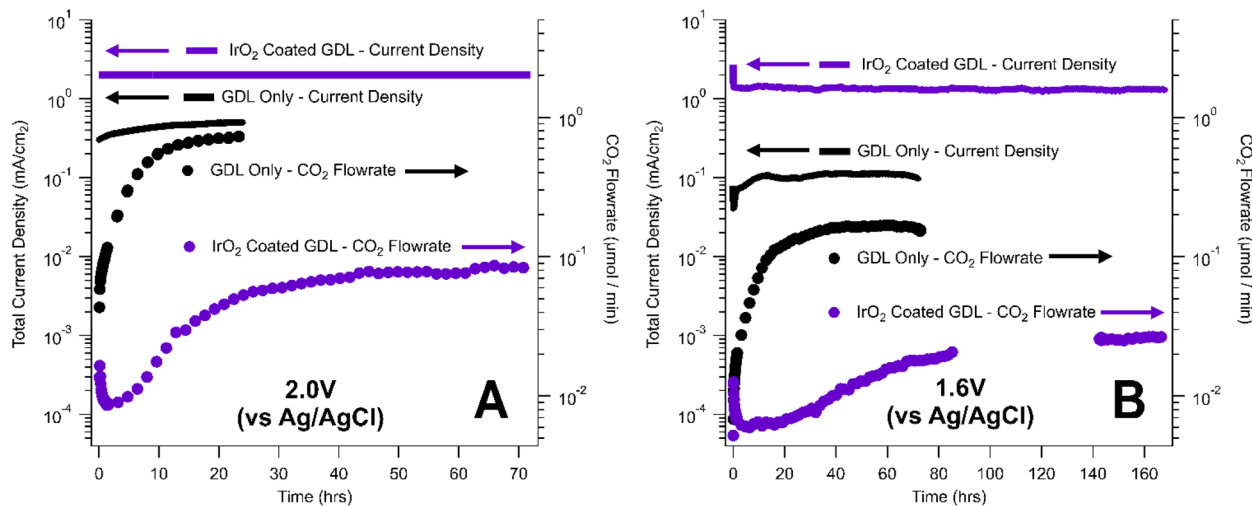 10¹
10⁰
10⁻¹
10⁻²
10⁻³
10⁻⁴
Total Current Density (mA/cm²)
IrO₂ Coated GDL - Current Density
GDL Only - Current Density
GDL Only - CO₂ Flowrate
IrO₂ Coated GDL - CO₂ Flowrate
2.0V
(vs Ag/AgCl)
A
10⁰
10⁻¹
10⁻²
CO₂ Flowrate (µmol / min)
0 10 20 30 40 50 60 70
Time (hrs)
10¹
10⁰
10⁻¹
10⁻²
10⁻³
10⁻⁴
Total Current Density (mA/cm²)
IrO₂ Coated GDL - Current Density
GDL Only - Current Density
GDL Only - CO₂ Flowrate
IrO₂ Coated GDL - CO₂ Flowrate
1.6V
(vs Ag/AgCl)
B
10⁰
10⁻¹
10⁻²
CO₂ Flowrate (µmol / min)
0 20 40 60 80 100 120 140 160
Time (hrs)